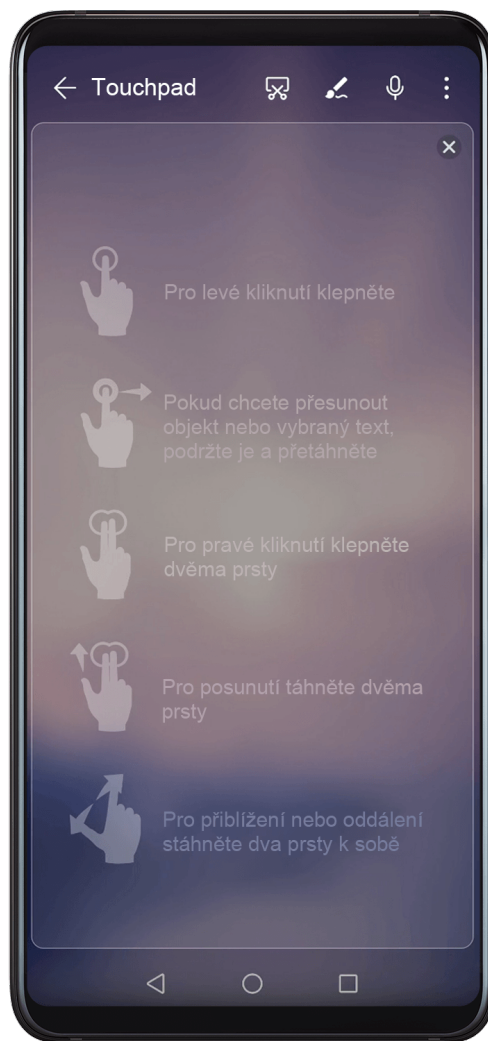 Touchpad
Pro levé kliknutí klepněte
Pokud chcete přesunout
objekt nebo vybraný text,
podržte je a přetáhněte
Pro pravé kliknutí klepněte
dvěma prsty
Pro posunutí táhněte dvěma
prsty
Pro přiblížení nebo oddálení
stáhněte dva prsty k sobě